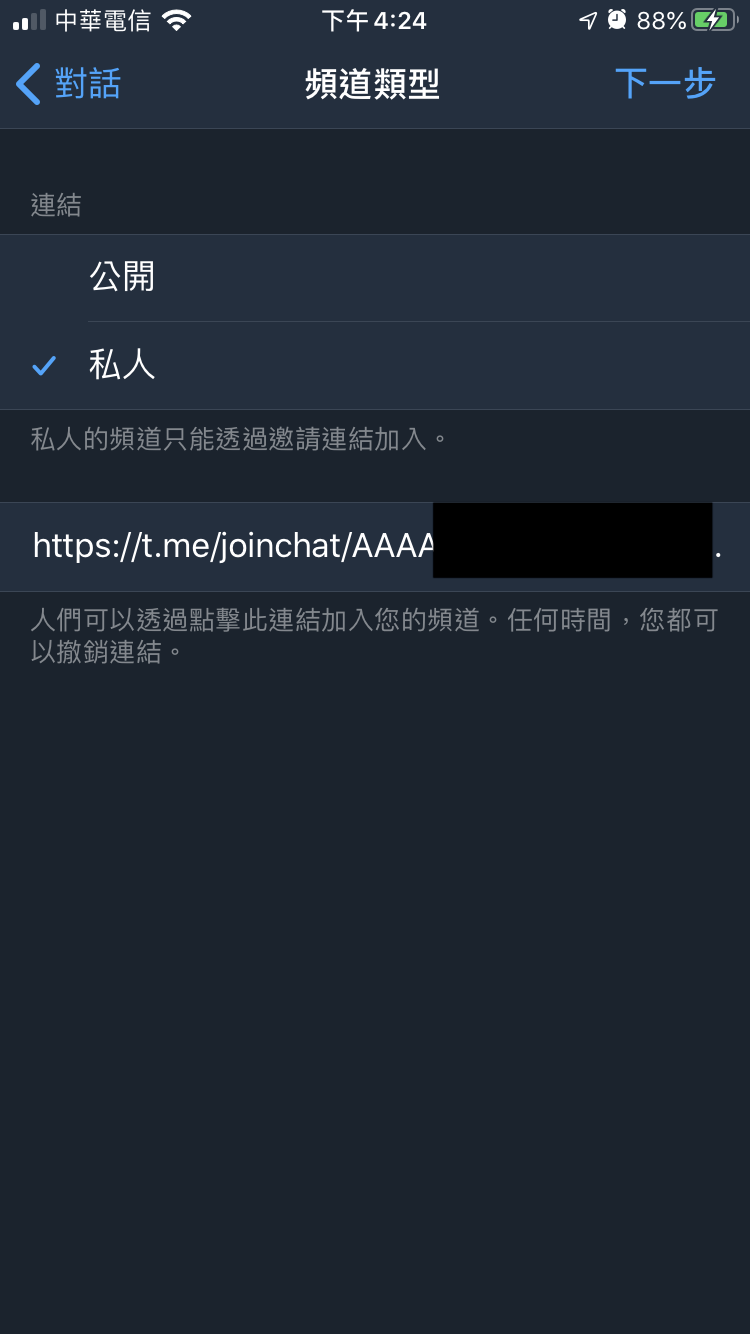 中華電信 下午4:24 88%
對話 頻道類型 下一步
連結
公開
私人
私人的頻道只能透過邀請連結加入。
https://t.me/joinchat/AAAA .
人們可以透過點擊此連結加入您的頻道。任何時間，您都可
以撤銷連結。